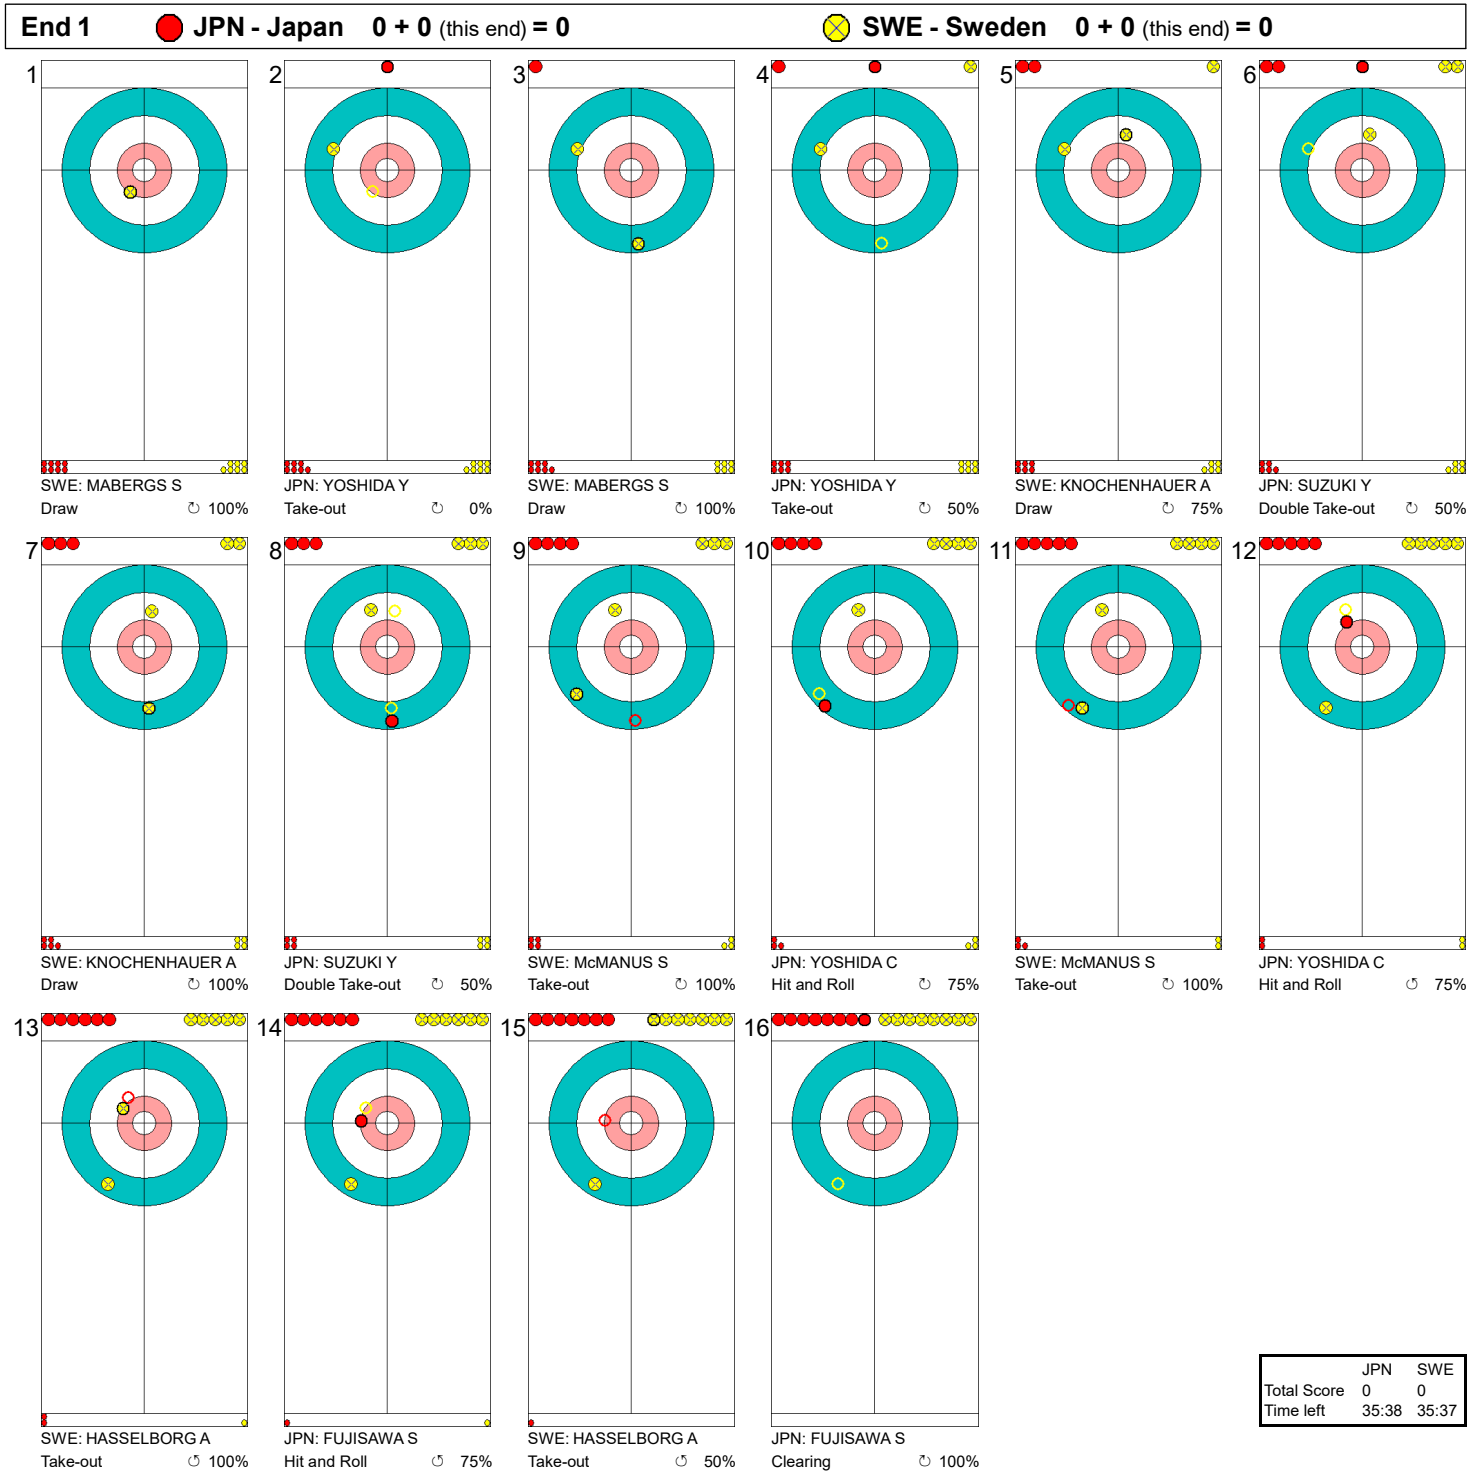 End 1 JPN - Japan 0 + 0 (this end) = 0 SWE - Sweden 0 + 0 (this end) = 0
1 2 3 4 5 6
SWE: MABERGS S JPN: YOSHIDA Y SWE: MABERGS S JPN: YOSHIDA Y SWE: KNOCHENHAUER A JPN: SUZUKI Y
Draw ↻ 100% Take-out ↻ 0% Draw ↻ 100% Take-out ↻ 50% Draw ↻ 75% Double Take-out ↻ 50%
7 8 9 10 11 12
SWE: KNOCHENHAUER A JPN: SUZUKI Y SWE: McMANUS S JPN: YOSHIDA C SWE: McMANUS S JPN: YOSHIDA C
Draw ↻ 100% Double Take-out ↻ 50% Take-out ↻ 100% Hit and Roll ↻ 75% Take-out ↻ 100% Hit and Roll ↺ 75%
13 14 15 16
JPN SWE
Total Score 0 0
Time left 35:38 35:37
SWE: HASSELBORG A JPN: FUJISAWA S SWE: HASSELBORG A JPN: FUJISAWA S
Take-out ↺ 100% Hit and Roll ↺ 75% Take-out ↺ 50% Clearing ↻ 100%